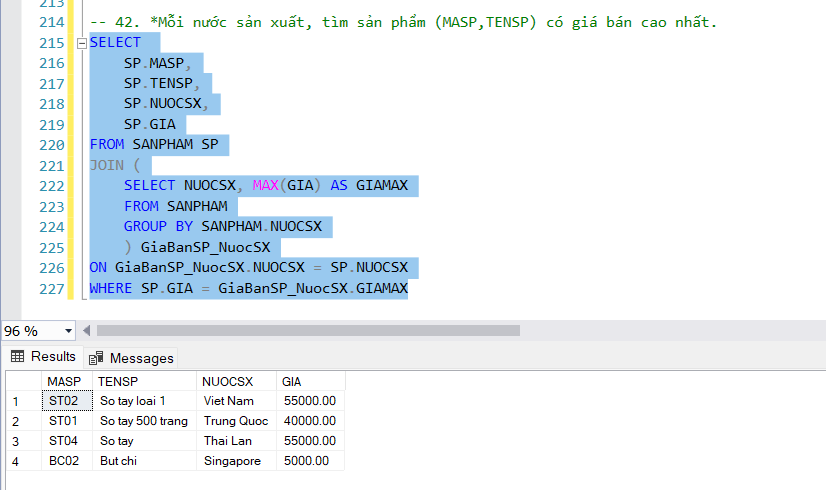 213
214 -- 42. *Mỗi nước sản xuất, tìm sản phẩm (MASP,TENSP) có giá bán cao nhất.
215 SELECT
216 SP.MASP,
217 SP.TENSP,
218 SP.NUOCSX,
219 SP.GIA
220 FROM SANPHAM SP
221 JOIN (
222 SELECT NUOCSX, MAX(GIA) AS GIAMAX
223 FROM SANPHAM
224 GROUP BY SANPHAM.NUOCSX
225 ) GiaBanSP_NuocSX
226 ON GiaBanSP_NuocSX.NUOCSX = SP.NUOCSX
227 WHERE SP.GIA = GiaBanSP_NuocSX.GIAMAX
96 %
Results Messages
MASP TENSP NUOCSX GIA
1 ST02 So tay loai 1 Viet Nam 55000.00
2 ST01 So tay 500 trang Trung Quoc 40000.00
3 ST04 So tay Thai Lan 55000.00
4 BC02 But chi Singapore 5000.00